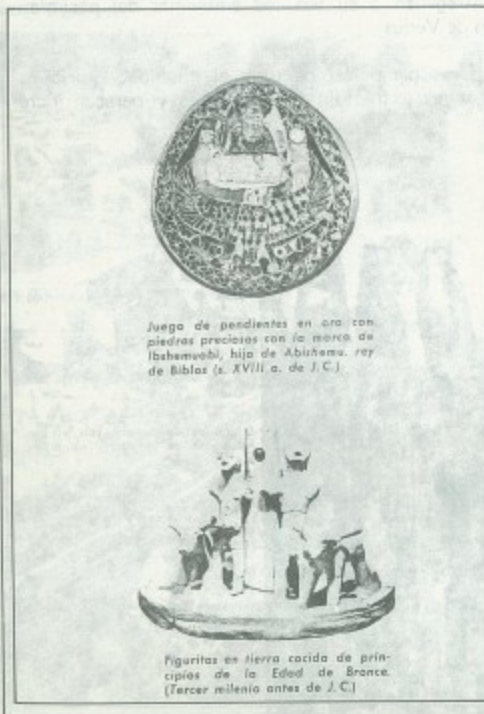 Juego de pendientes en oro con
piedras preciosas con la marca de
Ibshemuabi, hijo de Abishemu, rey
de Biblos (s. XVIII a. de J.C.)
Figuritas en tierra cocida de prin-
cipios de la Edad de Bronce.
(Tercer milenio antes de J.C.)